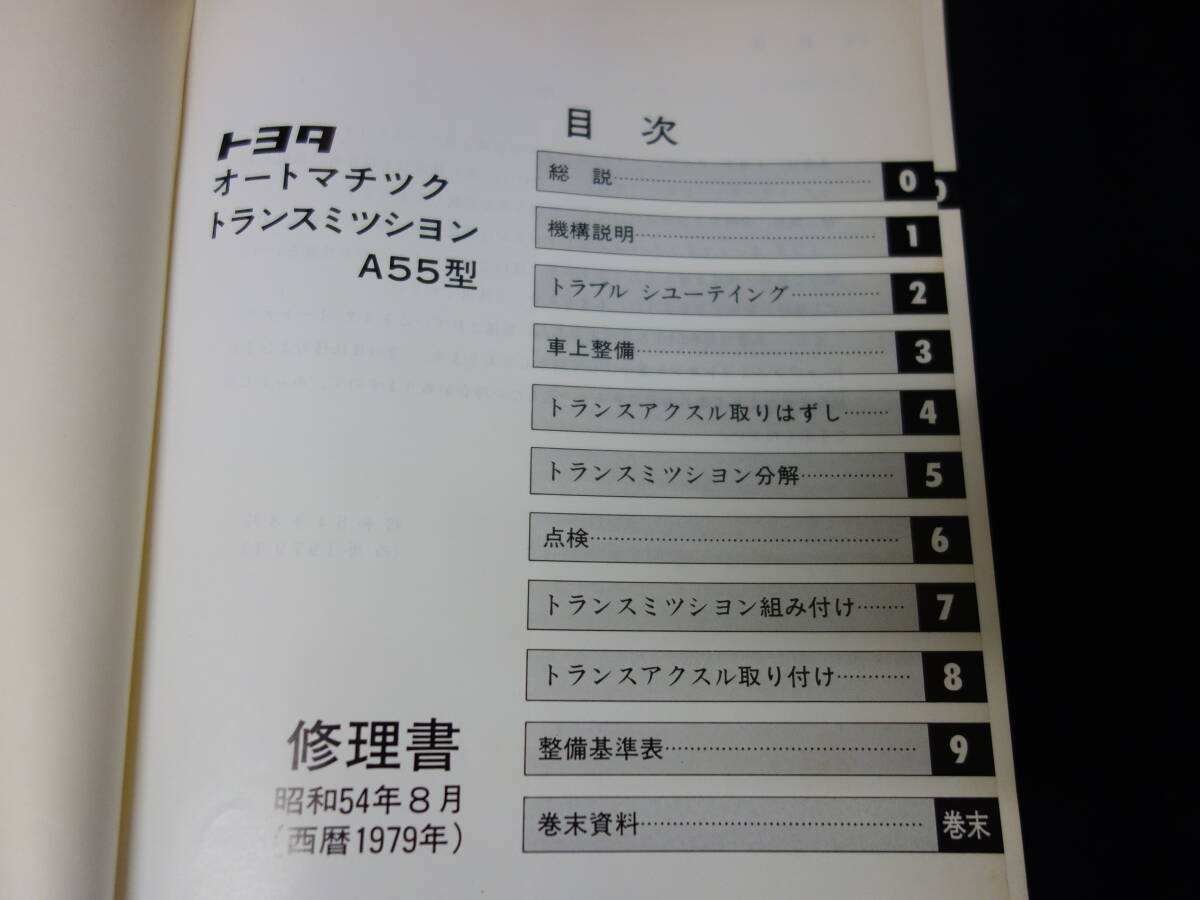 トヨタ
オートマチツク
トランスミツシヨン
A55型
修理書
昭和54年8月
(西暦1979年)
目 次
総 説…………………… 0
機構説明…………………… 1
トラブル シユーテイング…………… 2
車上整備…………………… 3
トランスアクスル取りはずし……… 4
トランスミツシヨン分解…………… 5
点検…………………… 6
トランスミツシヨン組み付け……… 7
トランスアクスル取り付け………… 8
整備基準表…………………… 9
巻末資料…………………… 巻末